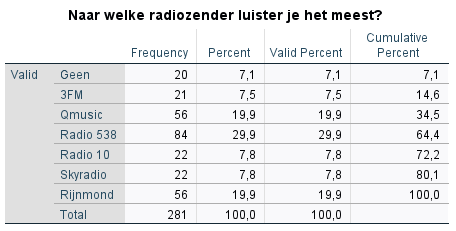 Naar welke radiozender luister je het meest?
Frequency Percent Valid Percent Cumulative Percent
Valid Geen 20 7,1 7,1 7,1
3FM 21 7,5 7,5 14,6
Qmusic 56 19,9 19,9 34,5
Radio 538 84 29,9 29,9 64,4
Radio 10 22 7,8 7,8 72,2
Skyradio 22 7,8 7,8 80,1
Rijnmond 56 19,9 19,9 100,0
Total 281 100,0 100,0